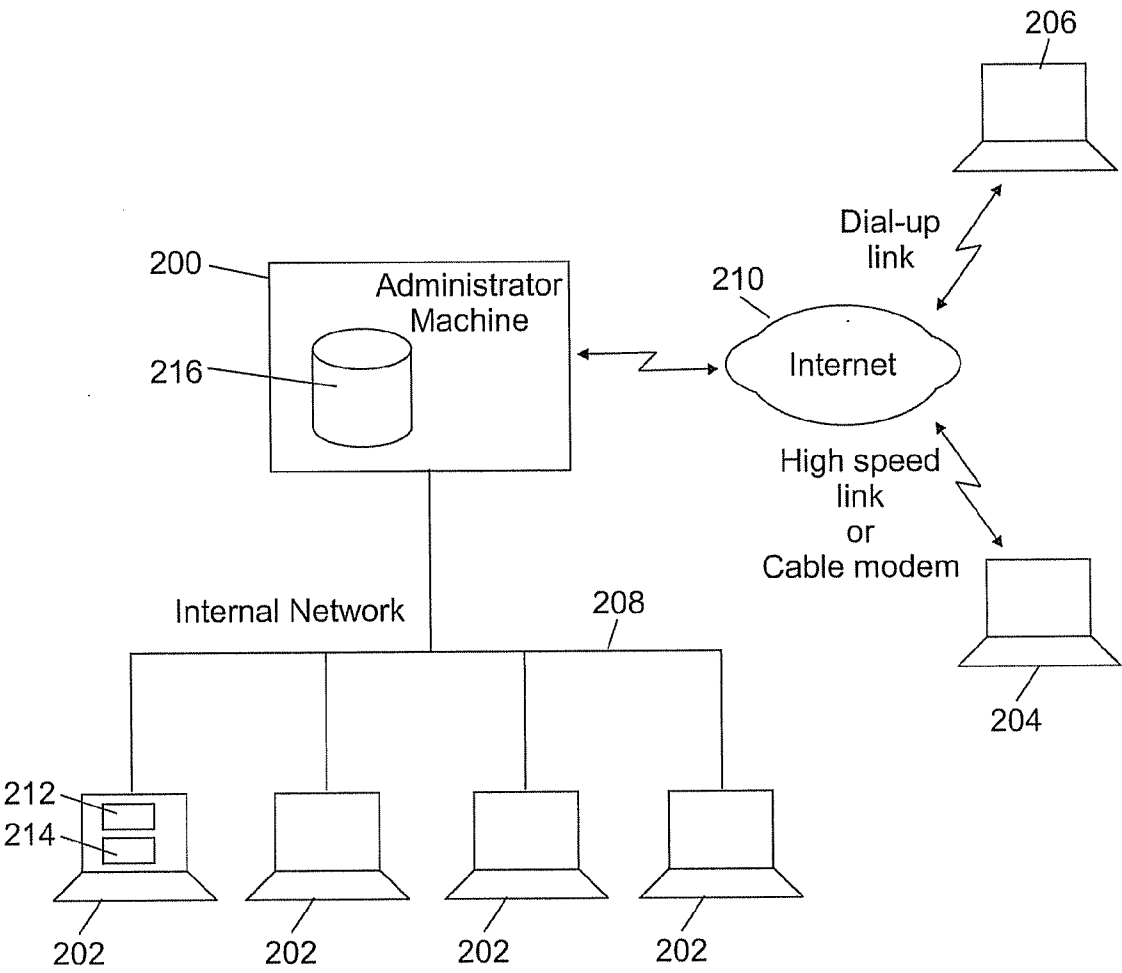 206
Dial-up
link
200
Administrator
Machine
210
216
Internet
High speed
link
or
Cable modem
Internal Network
208
204
212
214
202
202
202
202